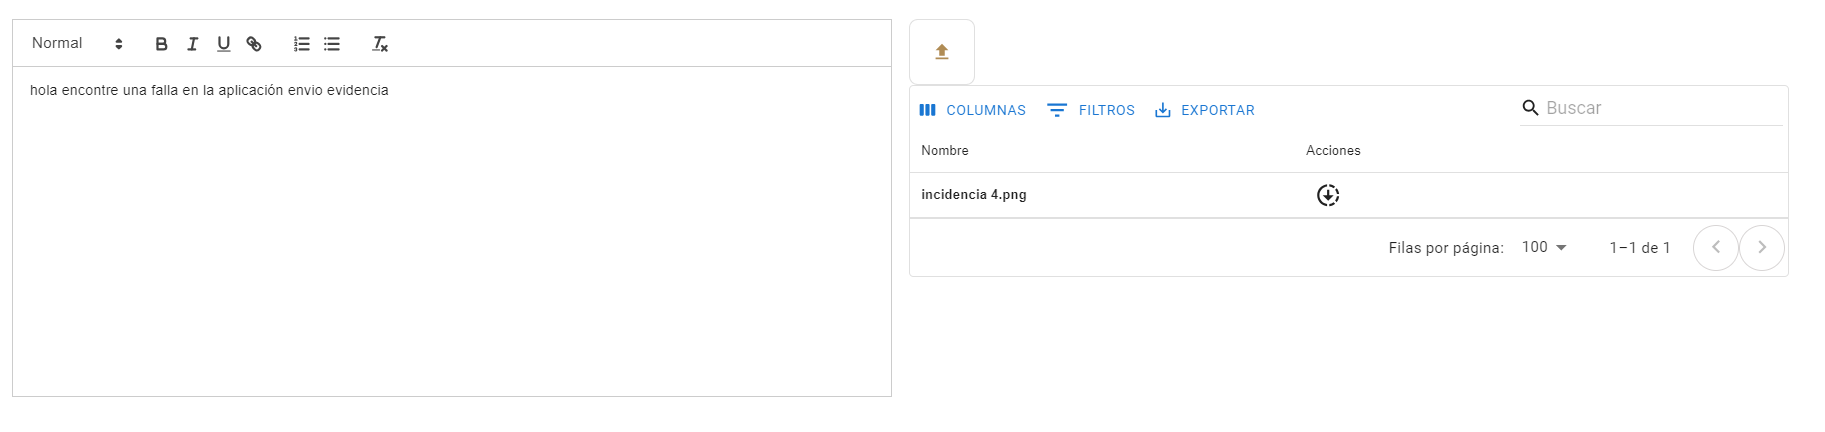 Normal
hola encontre una falla en la aplicación envio evidencia
COLUMNAS FILTROS EXPORTAR Buscar
Nombre Acciones
incidencia 4.png
Filas por página: 100 1–1 de 1